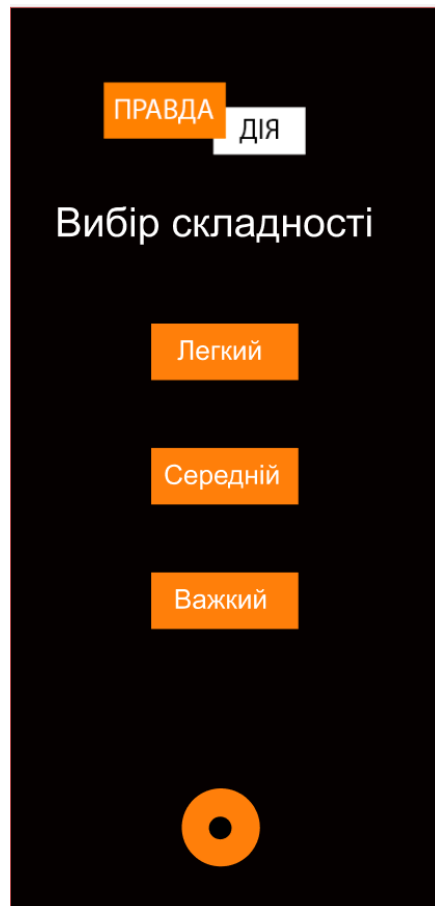 ПРАВДА
ДІЯ
Вибір складності
Легкий
Середній
Важкий